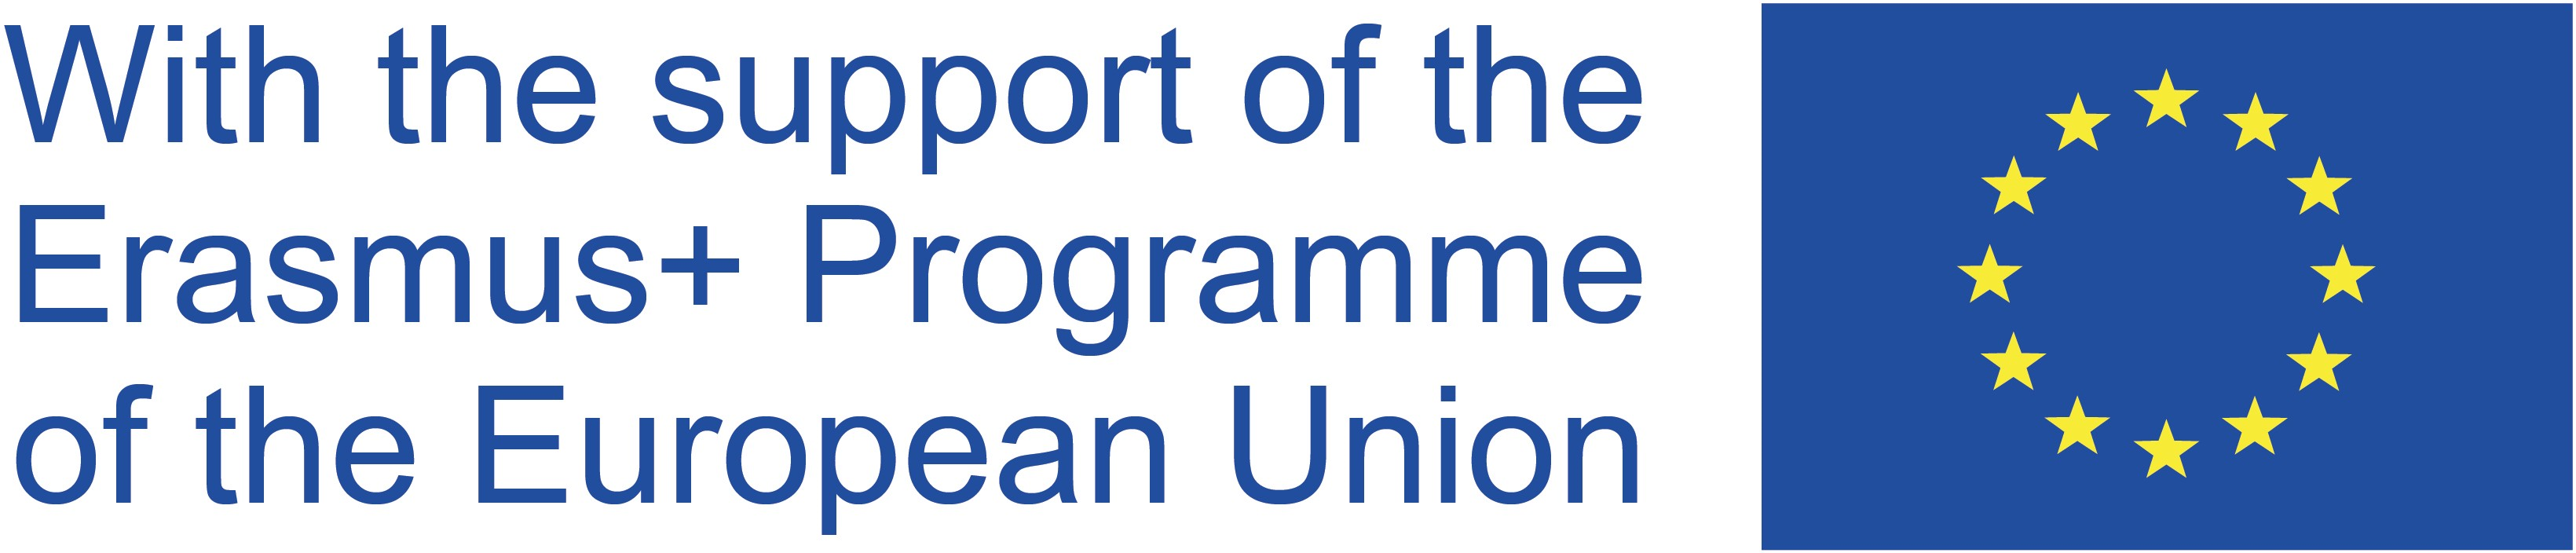 With the support of the
Erasmus+ Programme
of the European Union